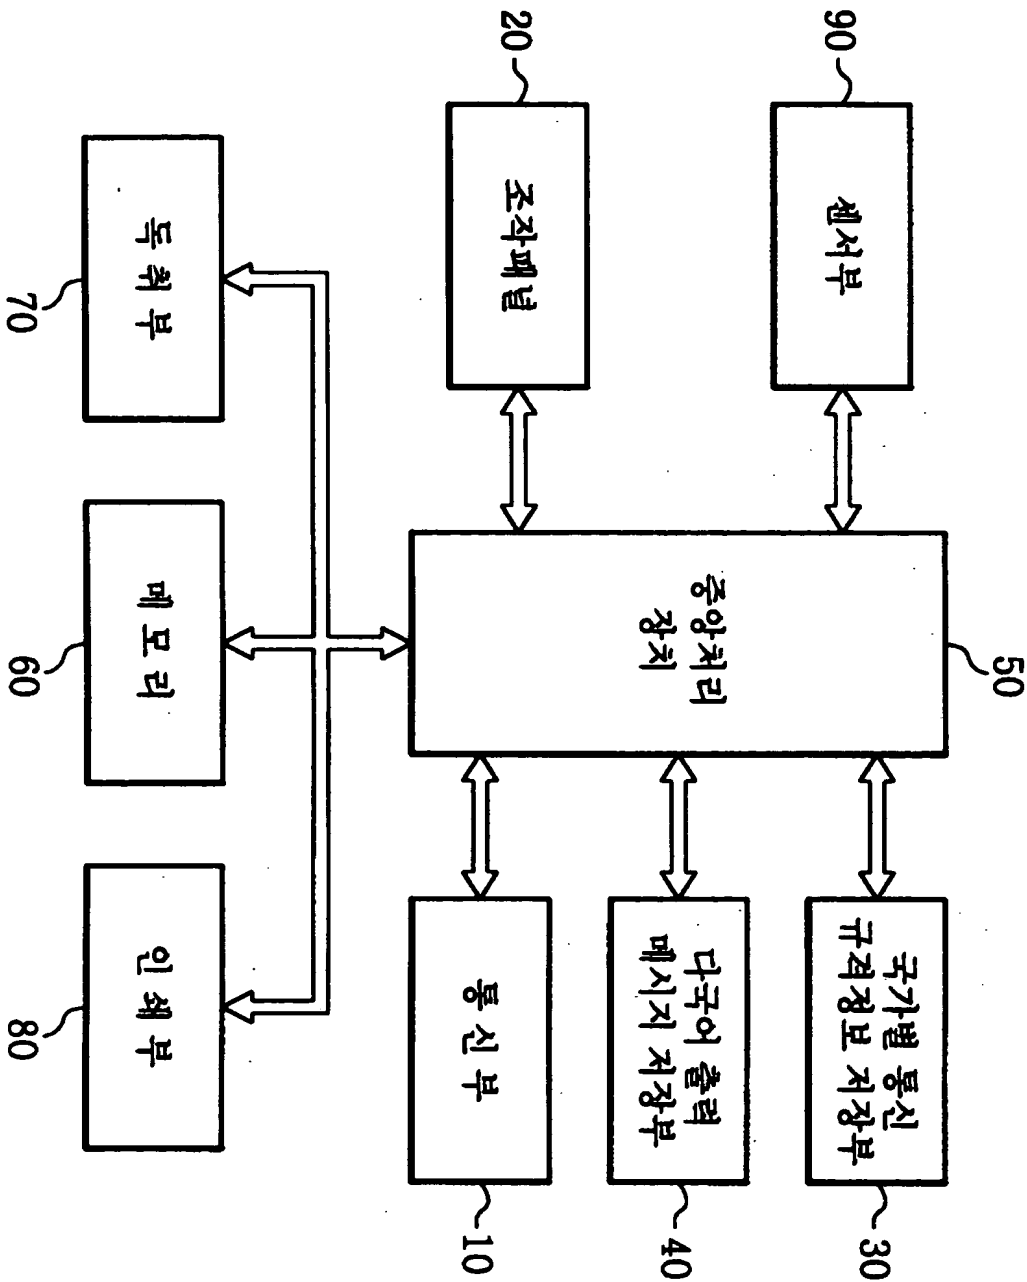 50
90
센서부
국가별 통신
규격정보 저장부
30
중앙처리
장치
다국어 출력
메시지 저장부
40
20
조작패널
통 신 부
10
독 취 부
메 모 리
인 쇄 부
70
60
80